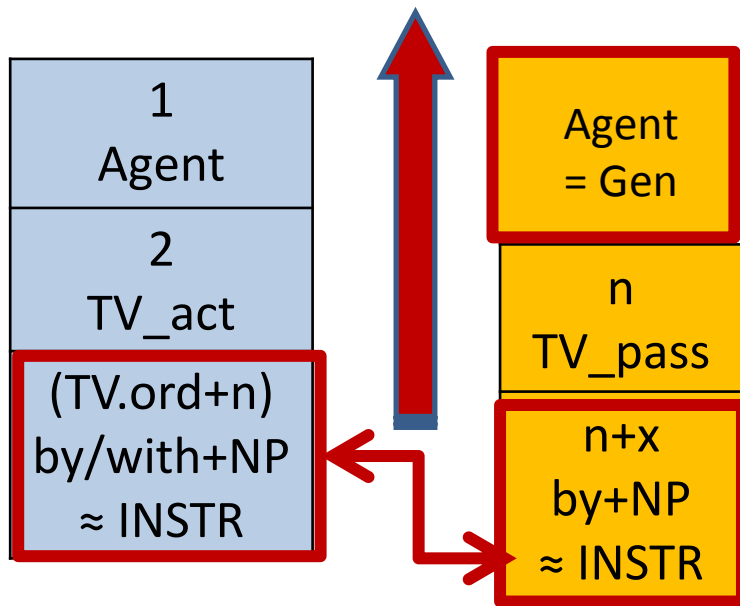 1
Agent
2
TV_act
(TV.ord+n)
by/with+NP
≈ INSTR
Agent
= Gen
n
TV_pass
n+x
by+NP
≈ INSTR